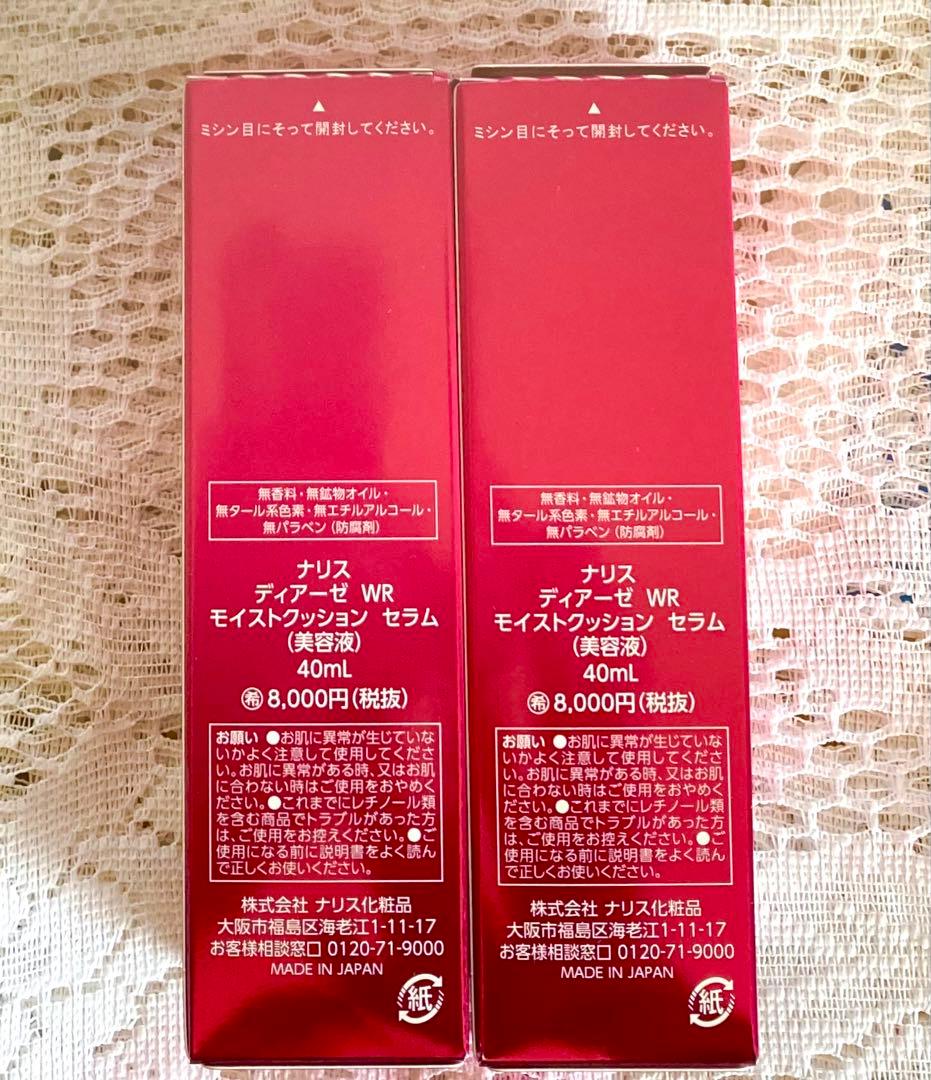 ミシン目にそって開封してください。
無香料・無鉱物オイル・
無タール系色素・無エチルアルコール・
無パラベン（防腐剤）
ナリス
ディアーゼ WR
モイストクッション セラム
（美容液）
40mL
㊕8,000円（税抜）
お願い ●お肌に異常が生じていな
いかよく注意して使用してくださ
い。お肌に異常がある時、又はお肌
に合わない時はご使用をおやめく
ださい。●これまでにレチノール類
を含む商品でトラブルがあった方
は、ご使用をお控えください。●ご
使用になる前に説明書をよく読ん
で正しくお使いください。
株式会社 ナリス化粧品
大阪市福島区海老江1-11-17
お客様相談窓口 0120-71-9000
MADE IN JAPAN
紙
ミシン目にそって開封してください。
無香料・無鉱物オイル・
無タール系色素・無エチルアルコール・
無パラベン（防腐剤）
ナリス
ディアーゼ WR
モイストクッション セラム
（美容液）
40mL
希8,000円（税抜）
お願い ●お肌に異常が生じていな
いかよく注意して使用してくださ
い。お肌に異常がある時、又はお肌
に合わない時はご使用をおやめく
ださい。●これまでにレチノール類
を含む商品でトラブルがあった方
は、ご使用をお控えください。●ご
使用になる前に説明書をよく読ん
で正しくお使いください。
株式会社 ナリス化粧品
大阪市福島区海老江1-11-17
お客様相談窓口 0120-71-9000
MADE IN JAPAN
紙